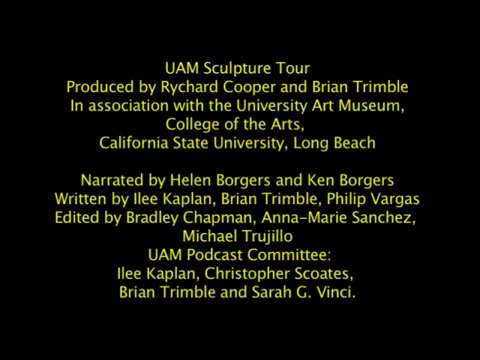 UAM Sculpture Tour
Produced by Rychard Cooper and Brian Trimble
In association with the University Art Museum,
College of the Arts,
California State University, Long Beach
Narrated by Helen Borgers and Ken Borgers
Written by Ilee Kaplan, Brian Trimble, Philip Vargas
Edited by Bradley Chapman, Anna-Marie Sanchez,
Michael Trujillo
UAM Podcast Committee:
Ilee Kaplan, Christopher Scoates,
Brian Trimble and Sarah G. Vinci.